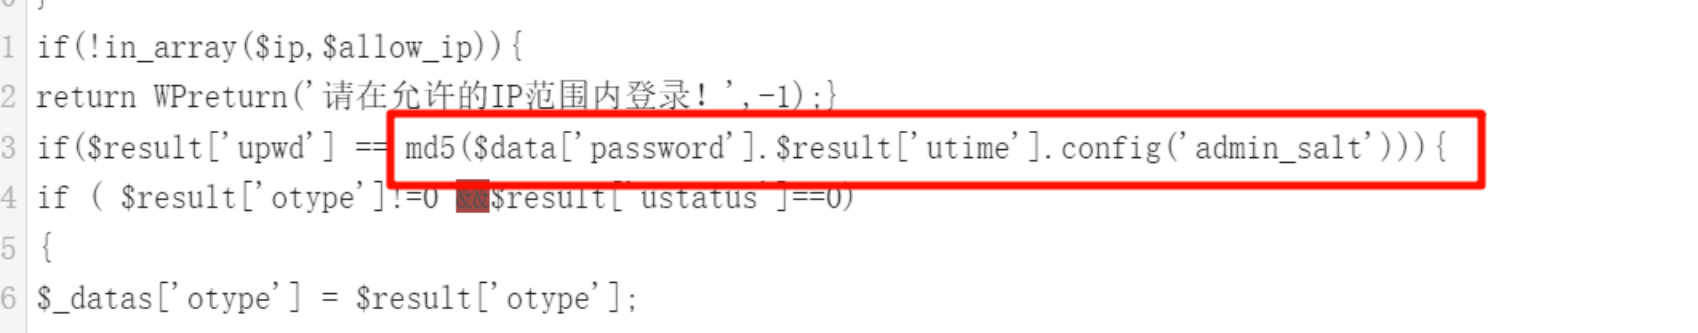 1 if(!in_array($ip,$allow_ip)){
2 return WPreturn('请在允许的IP范围内登录！',-1);}
3 if($result['upwd'] == md5($data['password'].$result['utime'].config('admin_salt'))){
4 if ( $result['otype']!=0 &&$result['ustatus']==0)
5 {
6 $_datas['otype'] = $result['otype'];